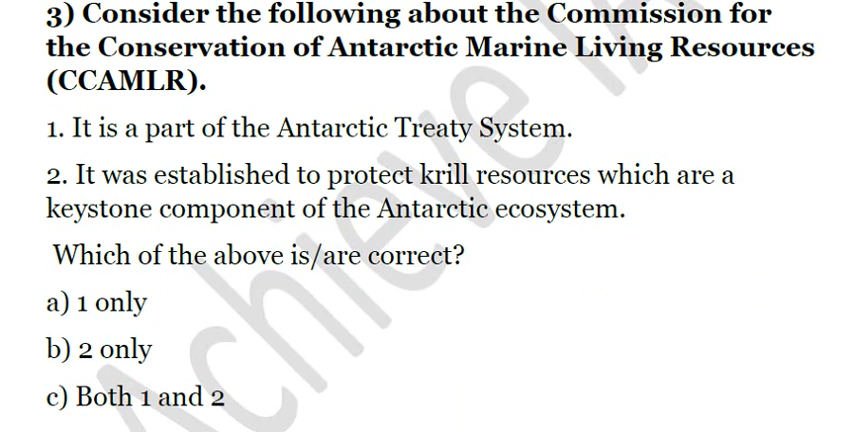 3) Consider the following about the Commission for
the Conservation of Antarctic Marine Living Resources
(CCAMLR).
1. It is a part of the Antarctic Treaty System.
2. It was established to protect krill resources which are a
keystone component of the Antarctic ecosystem.
Which of the above is/are correct?
a) 1 only
b) 2 only
c) Both 1 and 2
Achieve IA